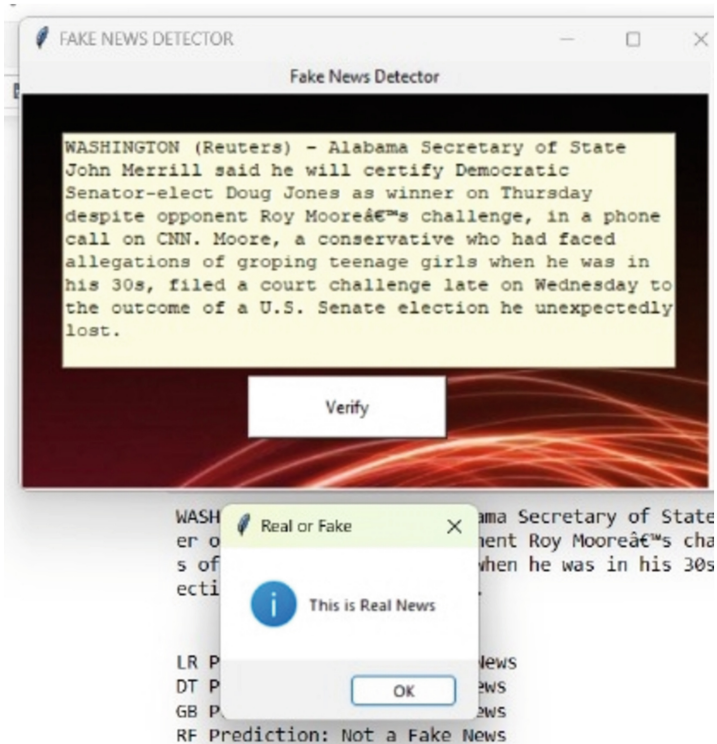 FAKE NEWS DETECTOR
Fake News Detector
WASHINGTON (Reuters) - Alabama Secretary of State
John Merrill said he will certify Democratic
Senator-elect Doug Jones as winner on Thursday
despite opponent Roy Mooreâ€™s challenge, in a phone
call on CNN. Moore, a conservative who had faced
allegations of groping teenage girls when he was in
his 30s, filed a court challenge late on Wednesday to
the outcome of a U.S. Senate election he unexpectedly
lost.
Verify
WASH ama Secretary of State
er o nent Roy Mooreâ€™s cha
s of when he was in his 30s
ecti .
Real or Fake
This is Real News
OK
LR P News
DT P ews
GB P ews
RF Prediction: Not a Fake News